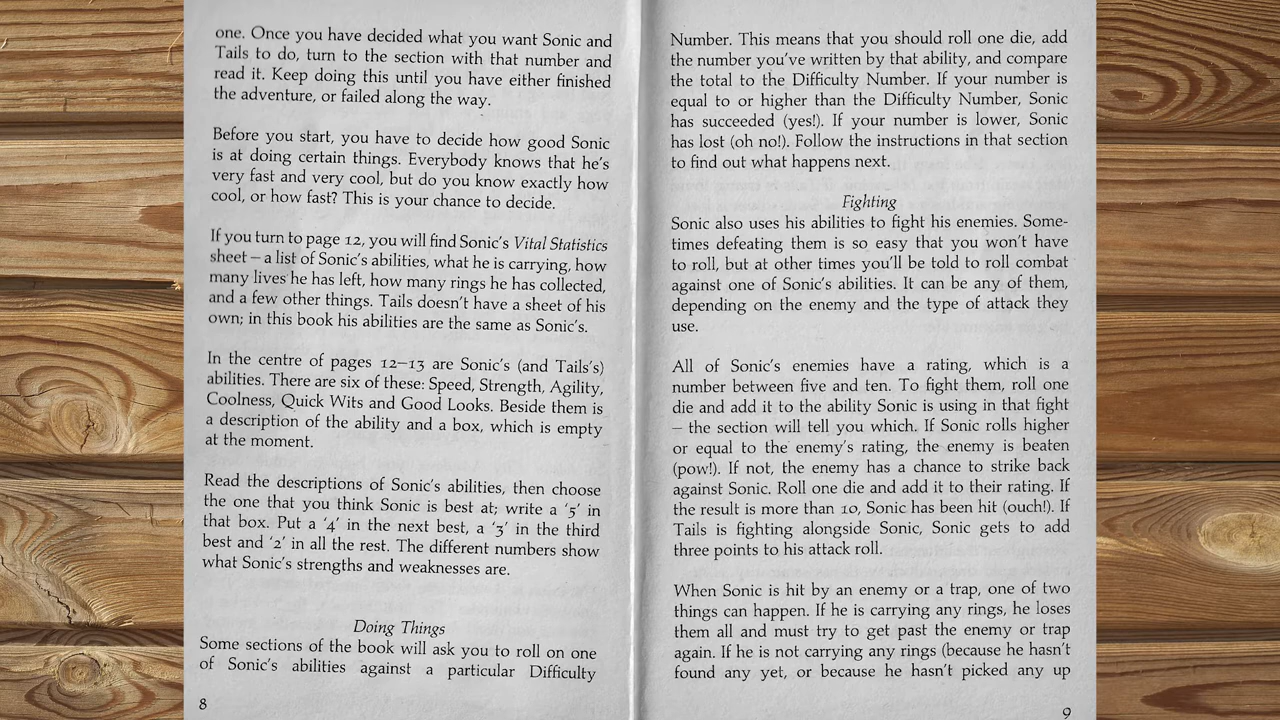 one. Once you have decided what you want Sonic and
Tails to do, turn to the section with that number and
read it. Keep doing this until you have either finished
the adventure, or failed along the way.
Before you start, you have to decide how good Sonic
is at doing certain things. Everybody knows that he's
very fast and very cool, but do you know exactly how
cool, or how fast? This is your chance to decide.
If you turn to page 12, you will find Sonic's Vital Statistics
sheet – a list of Sonic's abilities, what he is carrying, how
many lives he has left, how many rings he has collected,
and a few other things. Tails doesn't have a sheet of his
own; in this book his abilities are the same as Sonic's.
In the centre of pages 12–13 are Sonic's (and Tails's)
abilities. There are six of these: Speed, Strength, Agility,
Coolness, Quick Wits and Good Looks. Beside them is
a description of the ability and a box, which is empty
at the moment.
Read the descriptions of Sonic's abilities, then choose
the one that you think Sonic is best at; write a '5' in
that box. Put a '4' in the next best, a '3' in the third
best and '2' in all the rest. The different numbers show
what Sonic's strengths and weaknesses are.
Doing Things
Some sections of the book will ask you to roll on one
of Sonic's abilities against a particular Difficulty
8
Number. This means that you should roll one die, add
the number you've written by that ability, and compare
the total to the Difficulty Number. If your number is
equal to or higher than the Difficulty Number, Sonic
has succeeded (yes!). If your number is lower, Sonic
has lost (oh no!). Follow the instructions in that section
to find out what happens next.
Fighting
Sonic also uses his abilities to fight his enemies. Some-
times defeating them is so easy that you won't have
to roll, but at other times you'll be told to roll combat
against one of Sonic's abilities. It can be any of them,
depending on the enemy and the type of attack they
use.
All of Sonic's enemies have a rating, which is a
number between five and ten. To fight them, roll one
die and add it to the ability Sonic is using in that fight
– the section will tell you which. If Sonic rolls higher
or equal to the enemy's rating, the enemy is beaten
(pow!). If not, the enemy has a chance to strike back
against Sonic. Roll one die and add it to their rating. If
the result is more than 10, Sonic has been hit (ouch!). If
Tails is fighting alongside Sonic, Sonic gets to add
three points to his attack roll.
When Sonic is hit by an enemy or a trap, one of two
things can happen. If he is carrying any rings, he loses
them all and must try to get past the enemy or trap
again. If he is not carrying any rings (because he hasn't
found any yet, or because he hasn't picked any up
9